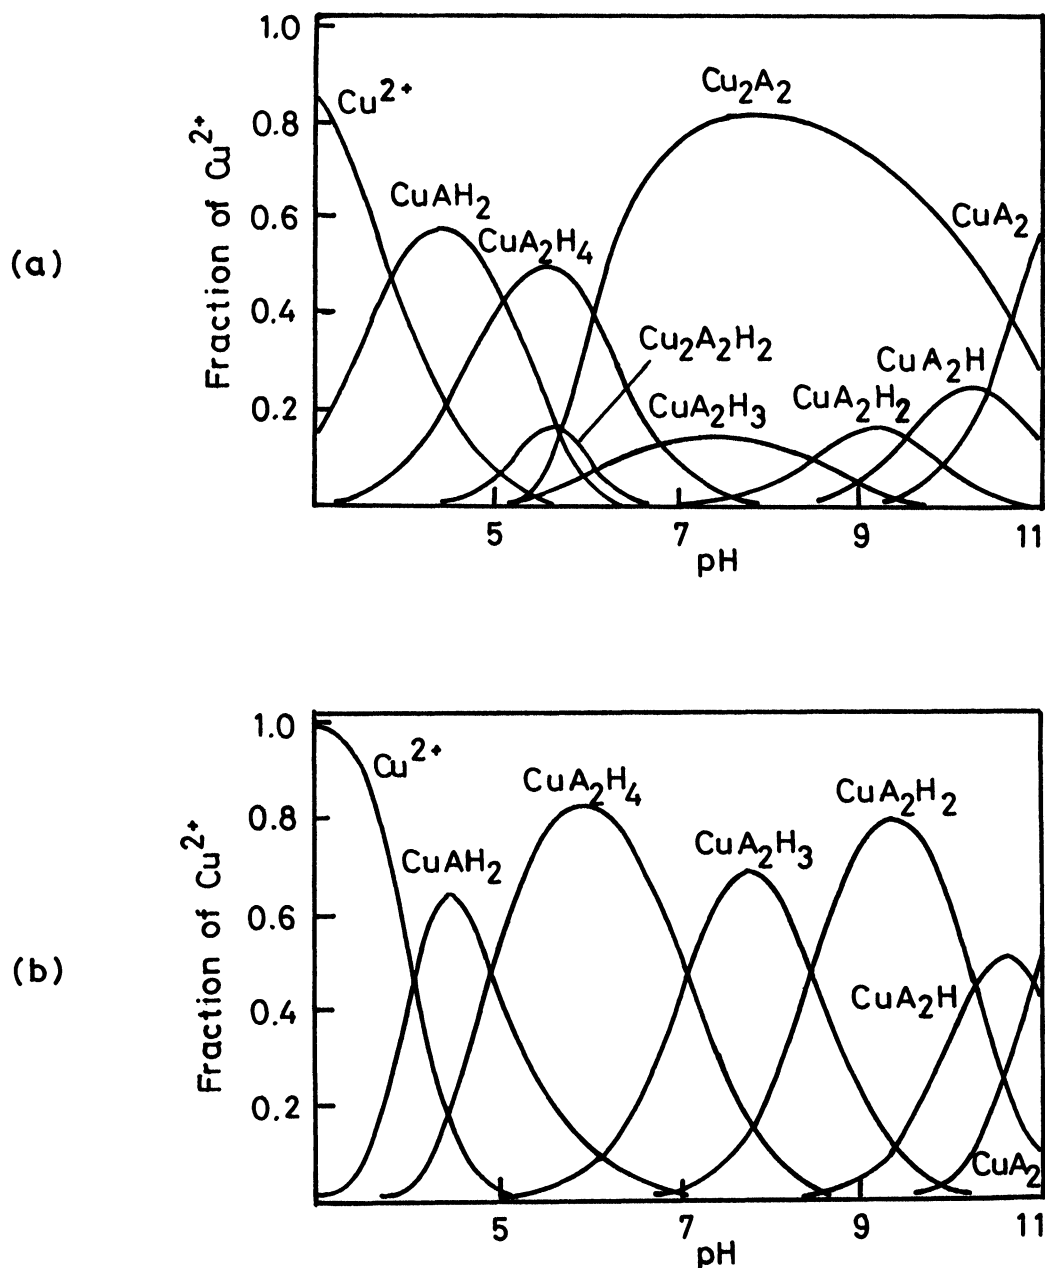 (a)
Fraction of Cu²⁺
1.0
0.8
0.6
0.4
0.2
Cu²⁺
CuAH₂
CuA₂H₄
Cu₂A₂
CuA₂
Cu₂A₂H₂
CuA₂H₃
CuA₂H₂
CuA₂H
5
7
9
11
pH
(b)
Fraction of Cu²⁺
1.0
0.8
0.6
0.4
0.2
Cu²⁺
CuAH₂
CuA₂H₄
CuA₂H₃
CuA₂H₂
CuA₂H
CuA₂
5
7
9
11
pH